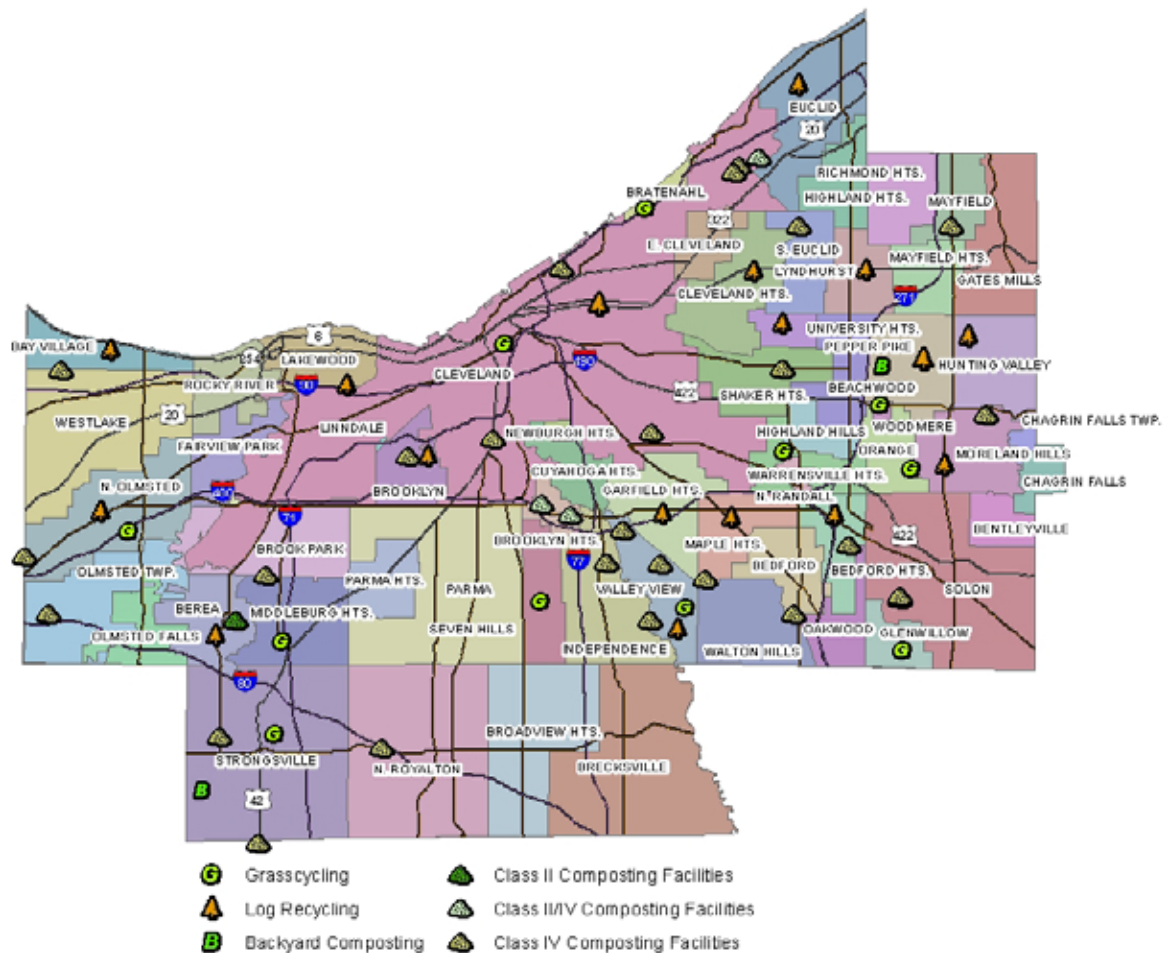 EUCLID
20
RICHMOND HTS.
BRATENAHL
HIGHLAND HTS.
MAYFIELD
322
E. CLEVELAND
S. EUCLID
MAYFIELD HTS.
LYNDHURST
GATES MILLS
CLEVELAND HTS.
271
6
UNIVERSITY HTS.
BAY VILLAGE
254
LAKEWOOD
PEPPER PIKE
B
HUNTING VALLEY
G
CLEVELAND
ROCKY RIVER
90
BEACHWOOD
422
SHAKER HTS.
WESTLAKE
20
WOODMERE
CHAGRIN FALLS TWP.
LINNDALE
NEWBURGH HTS.
HIGHLAND HILLS
FAIRVIEW PARK
ORANGE
MORELAND HILLS
CUYAHOGA HTS.
WARRENSVILLE HTS.
CHAGRIN FALLS
N. OLMSTED
BROOKLYN
GARFIELD HTS.
N. RANDALL
71
BENTLEYVILLE
BROOKLYN HTS.
422
MAPLE HTS.
BROOK PARK
77
BEDFORD
BEDFORD HTS.
OLMSTED TWP.
PARMA HTS.
PARMA
VALLEY VIEW
SOLON
BEREA
MIDDLEBURG HTS.
OLMSTED FALLS
SEVEN HILLS
OAKWOOD
GLENWILLOW
INDEPENDENCE
WALTON HILLS
80
BROADVIEW HTS.
STRONGSVILLE
N. ROYALTON
BRECKSVILLE
B
42
G Grasscycling
Class II Composting Facilities
Log Recycling
Class II/IV Composting Facilities
B Backyard Composting
Class IV Composting Facilities